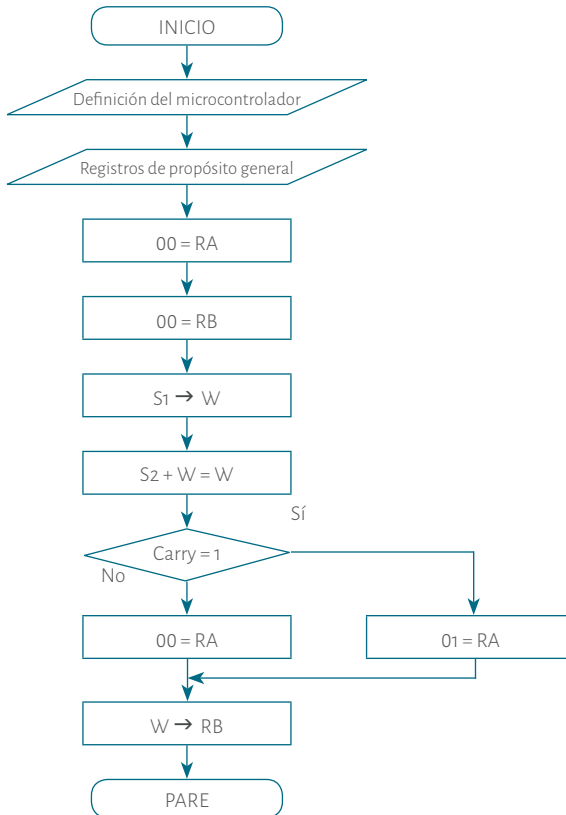 INICIO
Definición del microcontrolador
Registros de propósito general
00 = RA
00 = RB
S1 → W
S2 + W = W
Sí
Carry = 1
No
00 = RA
01 = RA
W → RB
PARE